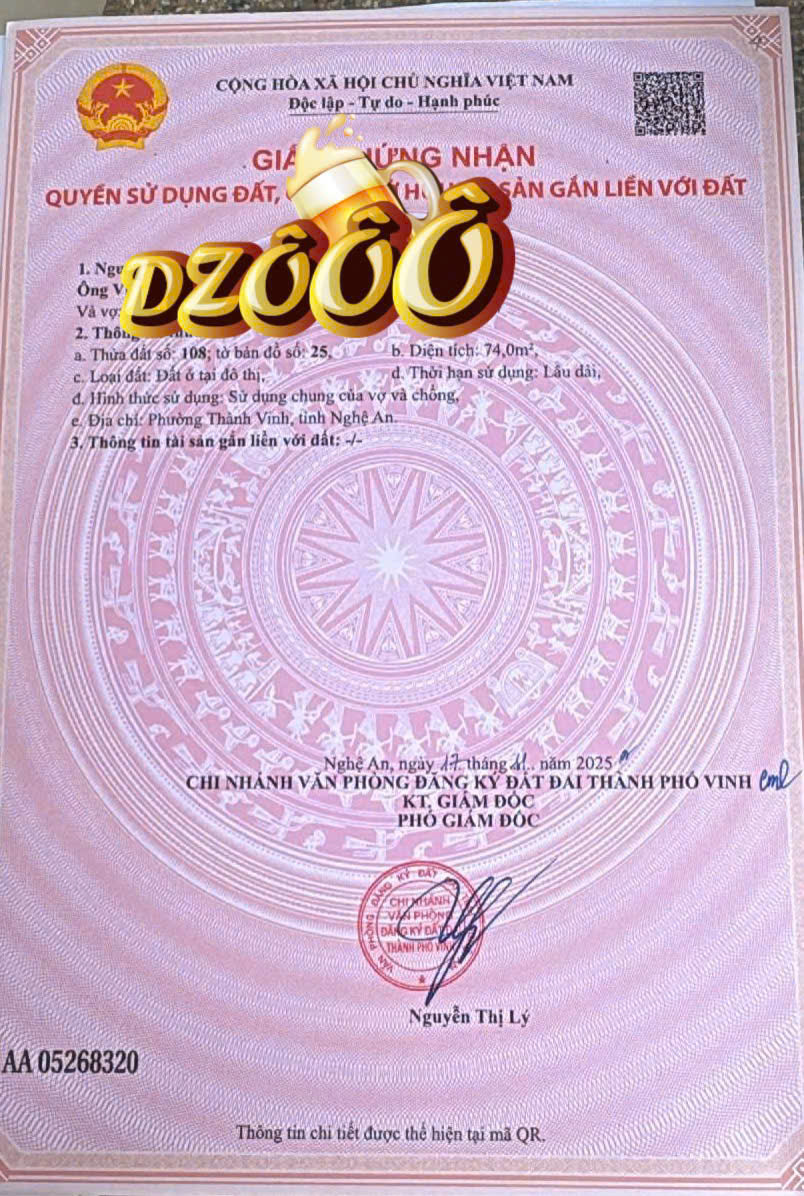 CỘNG HÒA XÃ HỘI CHỦ NGHĨA VIỆT NAM
Độc lập - Tự do - Hạnh phúc
GIẤ HỨNG NHẬN
QUYỀN SỬ DỤNG ĐẤT, SẢN GẮN LIỀN VỚI ĐẤT
DZÔÔÔ
1. Ngư
Ông V
Và vợ
2. Thông
a. Thửa đất số: 108; tờ bản đồ số: 25, b. Diện tích: 74,0m²,
c. Loại đất: Đất ở tại đô thị, d. Thời hạn sử dụng: Lâu dài,
đ. Hình thức sử dụng: Sử dụng chung của vợ và chồng,
e. Địa chỉ: Phường Thành Vinh, tỉnh Nghệ An.
3. Thông tin tài sản gắn liền với đất: -/-
Nghệ An, ngày 17 tháng 11.. năm 2025
CHI NHÁNH VĂN PHÒNG ĐĂNG KÝ ĐẤT ĐAI THÀNH PHỐ VINH
KT. GIÁM ĐỐC
PHÓ GIÁM ĐỐC
VĂN PHÒNG ĐĂNG KÝ ĐẤT
CHI NHÁNH
VĂN PHÒNG
ĐĂNG KÝ ĐẤT
THÀNH PHỐ VINH
Nguyễn Thị Lý
AA 05268320
Thông tin chi tiết được thể hiện tại mã QR.